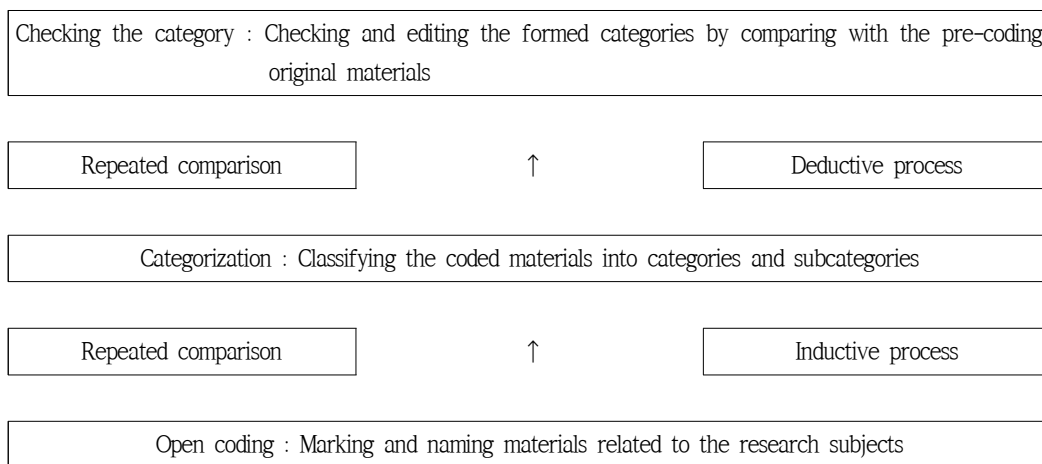 Checking the category : Checking and editing the formed categories by comparing with the pre-coding
original materials
Repeated comparison ↑ Deductive process
Categorization : Classifying the coded materials into categories and subcategories
Repeated comparison ↑ Inductive process
Open coding : Marking and naming materials related to the research subjects